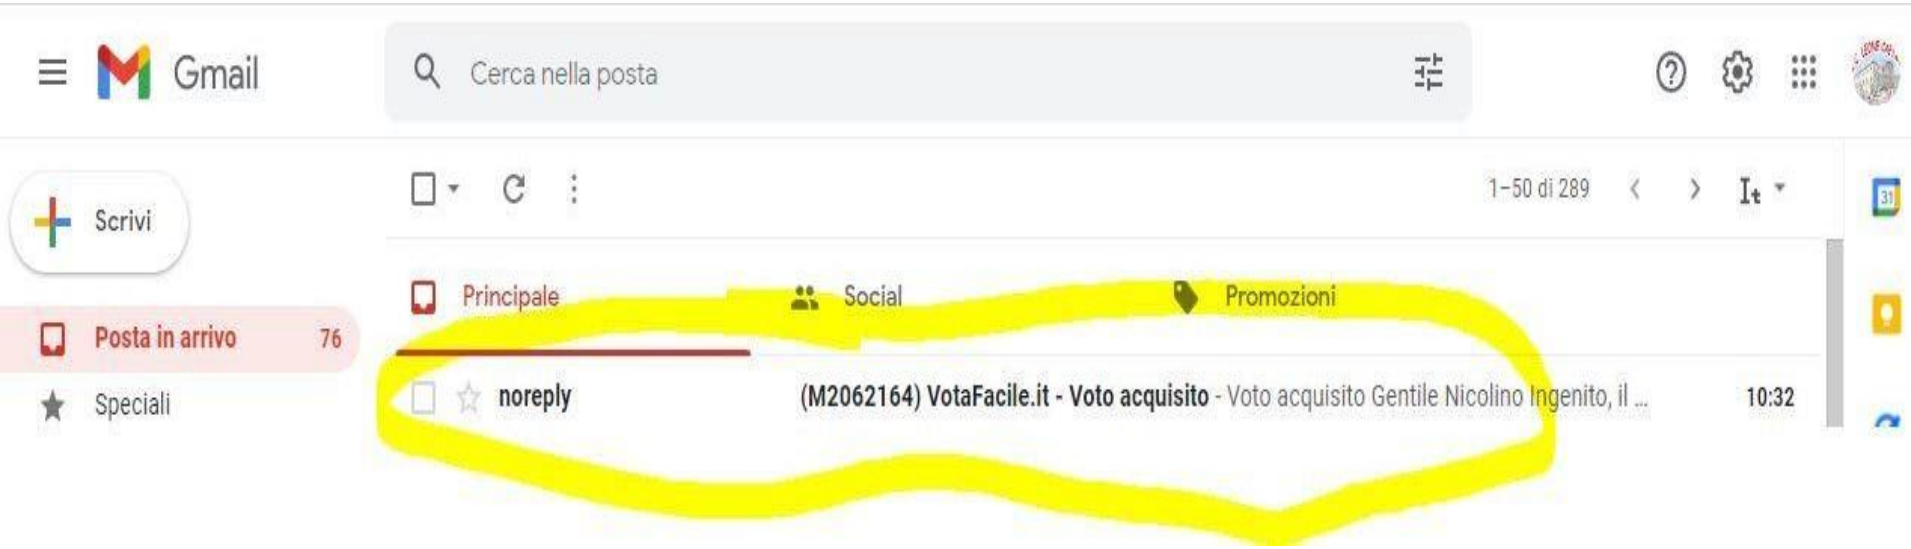 Gmail
Cerca nella posta
Scrivi
1-50 di 289
31
Principale
Social
Promozioni
Posta in arrivo 76
noreply (M2062164) VotaFacile.it - Voto acquisito - Voto acquisito Gentile Nicolino Ingenito, il ... 10:32
Speciali